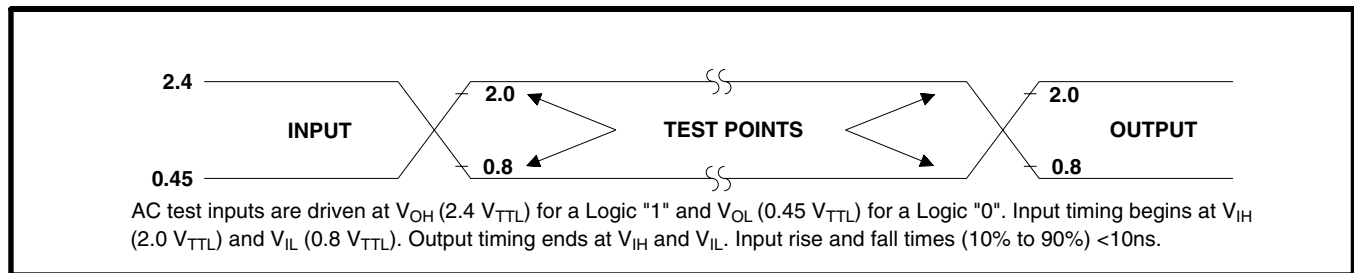 2.4
2.0
2.0
INPUT
TEST POINTS
OUTPUT
0.8
0.8
0.45
AC test inputs are driven at VOH (2.4 VTTL) for a Logic "1" and VOL (0.45 VTTL) for a Logic "0". Input timing begins at VIH
(2.0 VTTL) and VIL (0.8 VTTL). Output timing ends at VIH and VIL. Input rise and fall times (10% to 90%) <10ns.